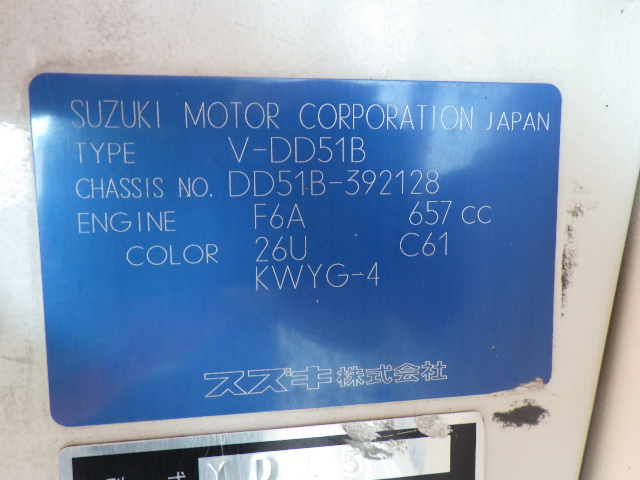 SUZUKI MOTOR CORPORATION JAPAN
TYPE V-DD51B
CHASSIS NO. DD51B-392128
ENGINE F6A 657 cc
COLOR 26U C61
KWYG-4
スズキ株式会社